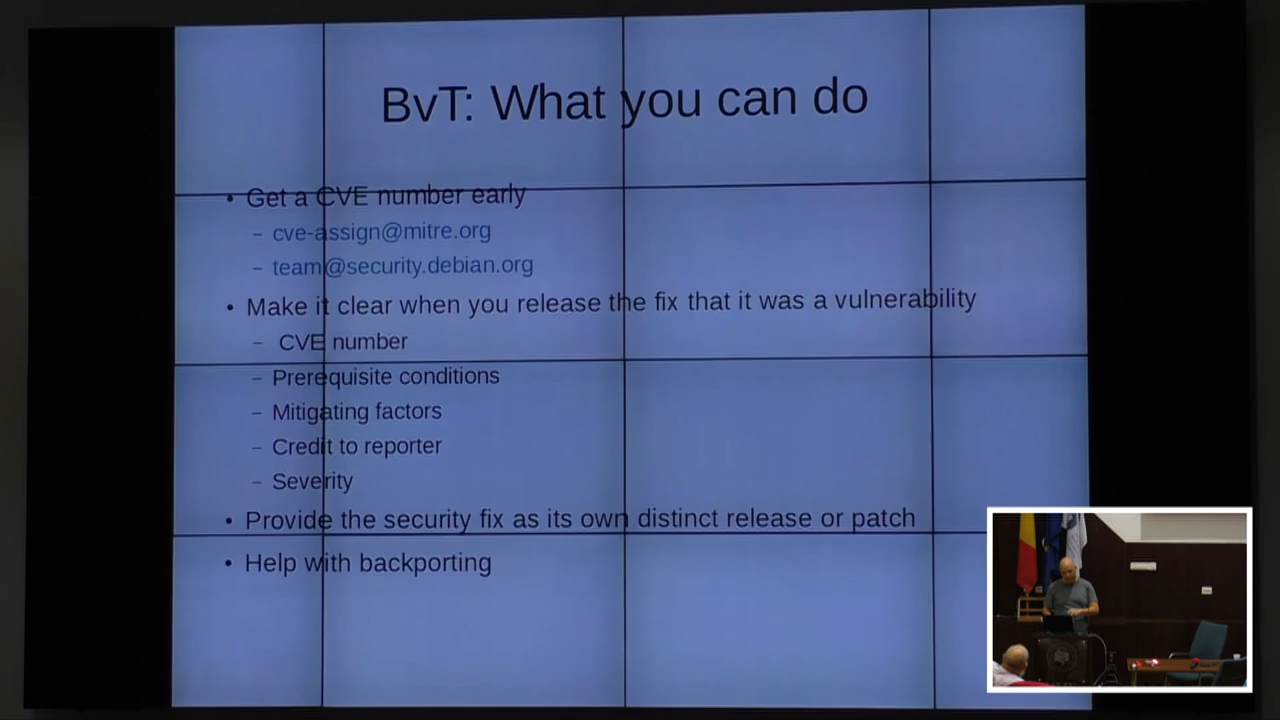 BvT: What you can do
• Get a CVE number early
– cve-assign@mitre.org
– team@security.debian.org
• Make it clear when you release the fix that it was a vulnerability
– CVE number
– Prerequisite conditions
– Mitigating factors
– Credit to reporter
– Severity
• Provide the security fix as its own distinct release or patch
• Help with backporting